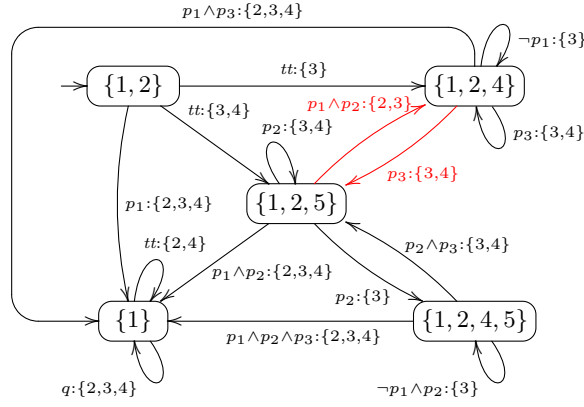 p₁∧p₃:{2,3,4}
¬p₁:{3}
{1, 2}
tt:{3}
{1, 2, 4}
p₁∧p₂:{2,3}
tt:{3,4}
p₂:{3,4}
p₃:{3,4}
p₃:{3,4}
{1, 2, 5}
p₁:{2,3,4}
tt:{2,4}
p₂∧p₃:{3,4}
p₁∧p₂:{2,3,4}
p₂:{3}
{1}
{1, 2, 4, 5}
p₁∧p₂∧p₃:{2,3,4}
q:{2,3,4}
¬p₁∧p₂:{3}